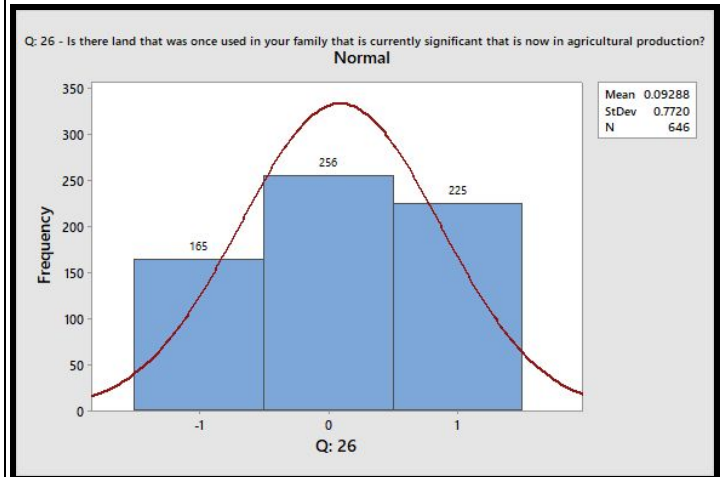 Q: 26 - Is there land that was once used in your family that is currently significant that is now in agricultural production?
Normal
Mean 0.09288
StDev 0.7720
N 646
350
300
250
200
150
100
50
0
Frequency
165
256
225
-1 0 1
Q: 26